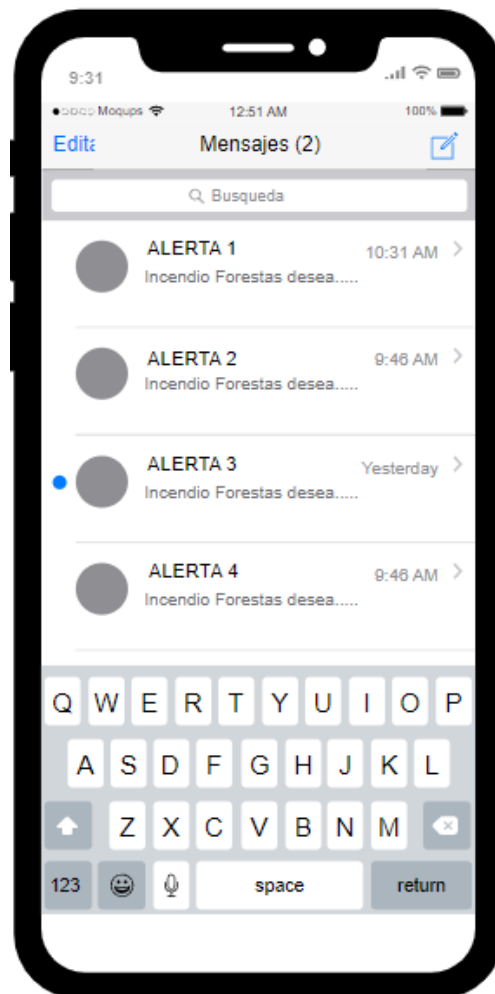 9:31
Moqups 12:51 AM 100%
Edita Mensajes (2)
Busqueda
ALERTA 1 10:31 AM
Incendio Forestas desea.....
ALERTA 2 9:46 AM
Incendio Forestas desea.....
ALERTA 3 Yesterday
Incendio Forestas desea.....
ALERTA 4 9:46 AM
Incendio Forestas desea.....
Q W E R T Y U I O P
A S D F G H J K L
Z X C V B N M
123 space return